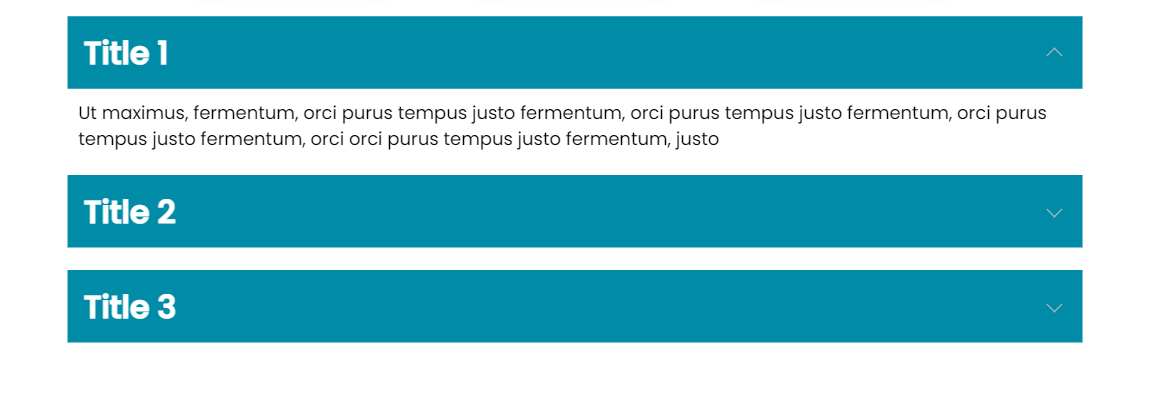 Title 1
Ut maximus, fermentum, orci purus tempus justo fermentum, orci purus tempus justo fermentum, orci purus
tempus justo fermentum, orci orci purus tempus justo fermentum, justo
Title 2
Title 3